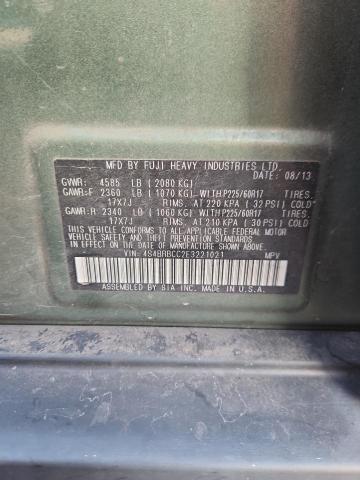 MFD BY FUJI HEAVY INDUSTRIES LTD.
DATE: 08/13
GVWR: 4585 LB (2080 KG)
GAWR:F 2360 LB (1070 KG) WITH P225/60R17 TIRES.
17X7J RIMS, AT 220 KPA (32 PSI) COLD*
GAWR:R 2340 LB (1060 KG) WITH P225/60R17 TIRES.
17X7J RIMS, AT 210 KPA (30 PSI) COLD*
THIS VEHICLE CONFORMS TO ALL APPLICABLE FEDERAL MOTOR
VEHICLE SAFETY, BUMPER, AND THEFT PREVENTION STANDARDS
IN EFFECT ON THE DATE OF MANUFACTURE SHOWN ABOVE.
VIN: 4S4BRBCC2E3221021 MPV
ASSEMBLED BY SIA INC. MADE IN U.S.A.